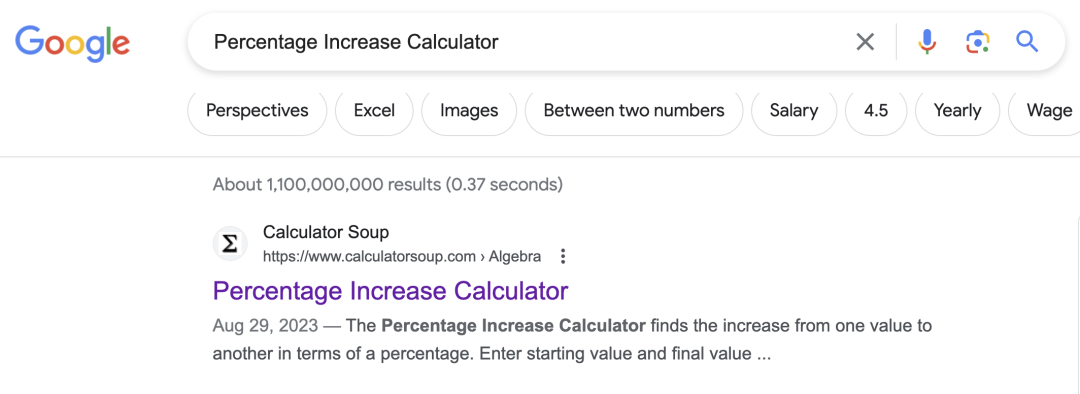 Google
Percentage Increase Calculator
Perspectives Excel Images Between two numbers Salary 4.5 Yearly Wage
About 1,100,000,000 results (0.37 seconds)
Σ
Calculator Soup
https://www.calculatorsoup.com › Algebra
Percentage Increase Calculator
Aug 29, 2023 — The Percentage Increase Calculator finds the increase from one value to
another in terms of a percentage. Enter starting value and final value ...